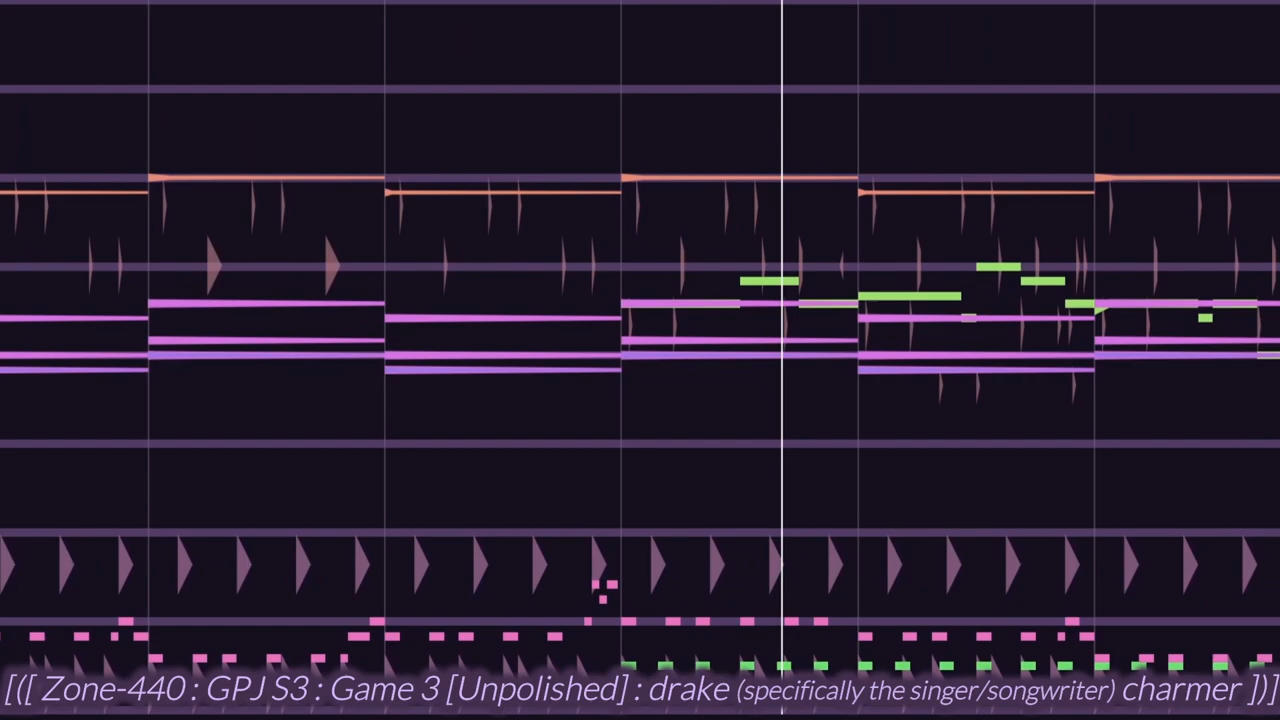 [([ Zone-440 : GPJ S3 : Game 3 [Unpolished] : drake (specifically the singer/songwriter) charmer ])]